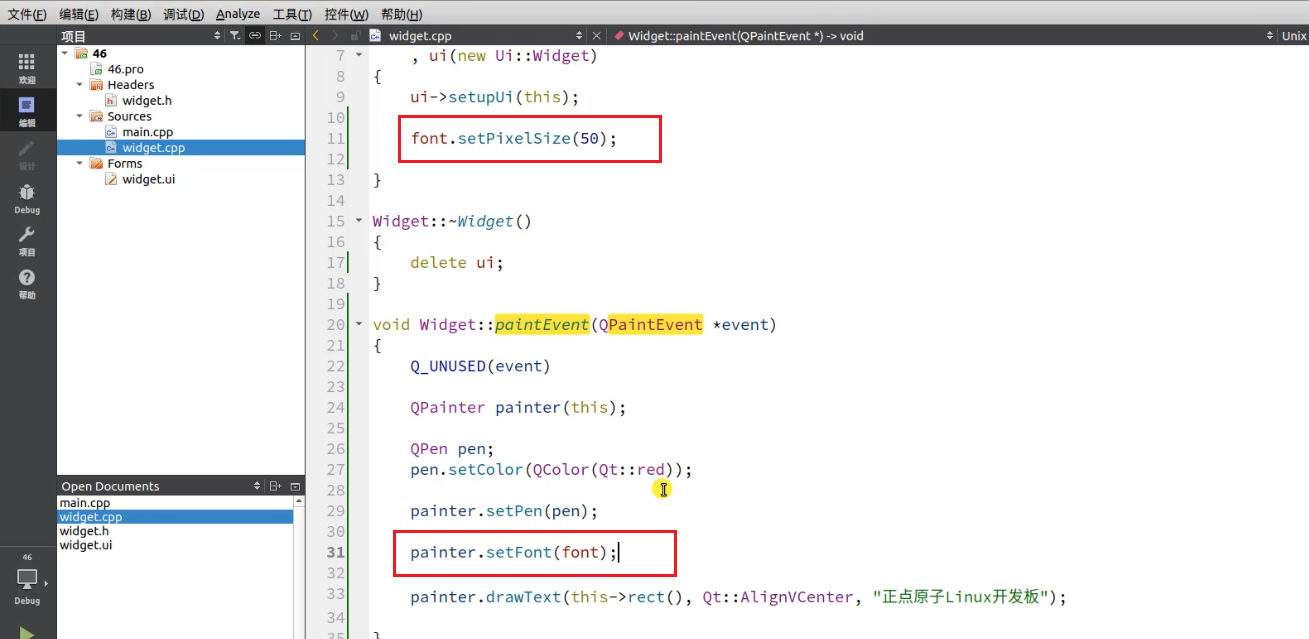 文件(F) 编辑(E) 构建(B) 调试(D) Analyze 工具(T) 控件(W) 帮助(H)
项目 widget.cpp Widget::paintEvent(QPaintEvent *) -> void Unix
欢迎
编辑
设计
Debug
项目
帮助
46
Debug
46
46.pro
Headers
widget.h
Sources
main.cpp
widget.cpp
Forms
widget.ui
Open Documents
main.cpp
widget.cpp
widget.h
widget.ui
7 , ui(new Ui::Widget)
8 {
9 ui->setupUi(this);
10
11 font.setPixelSize(50);
12
13 }
14
15 Widget::~Widget()
16 {
17 delete ui;
18 }
19
20 void Widget::paintEvent(QPaintEvent *event)
21 {
22 Q_UNUSED(event)
23
24 QPainter painter(this);
25
26 QPen pen;
27 pen.setColor(QColor(Qt::red));
28
29 painter.setPen(pen);
30
31 painter.setFont(font);
32
33 painter.drawText(this->rect(), Qt::AlignVCenter, "正点原子Linux开发板");
34
35 }